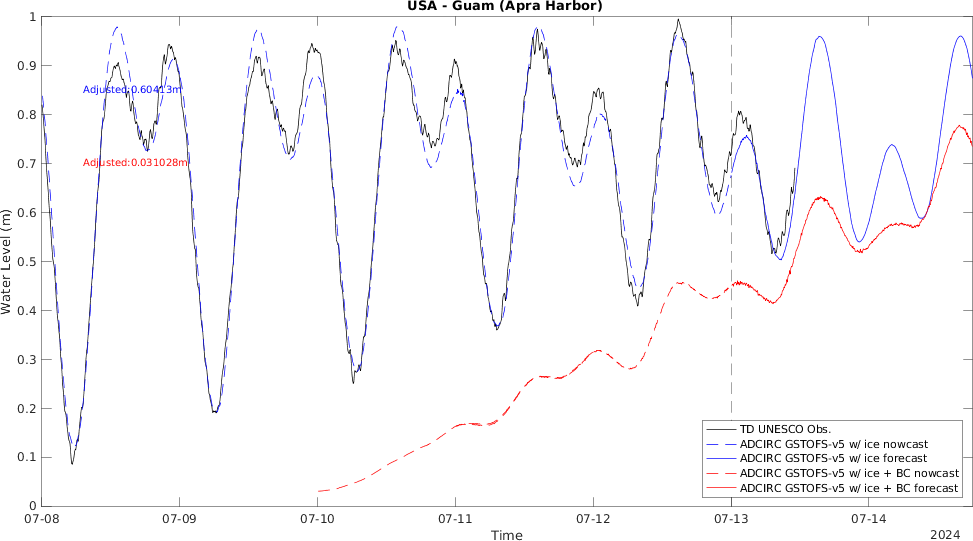 USA - Guam (Apra Harbor)
1
0.9
0.8
0.7
0.6
0.5
0.4
0.3
0.2
0.1
0
Water Level (m)
Adjusted:0.60413m
Adjusted:0.031028m
TD UNESCO Obs.
ADCIRC GSTOFS-v5 w/ ice nowcast
ADCIRC GSTOFS-v5 w/ ice forecast
ADCIRC GSTOFS-v5 w/ ice + BC nowcast
ADCIRC GSTOFS-v5 w/ ice + BC forecast
07-08 07-09 07-10 07-11 07-12 07-13 07-14
Time
2024